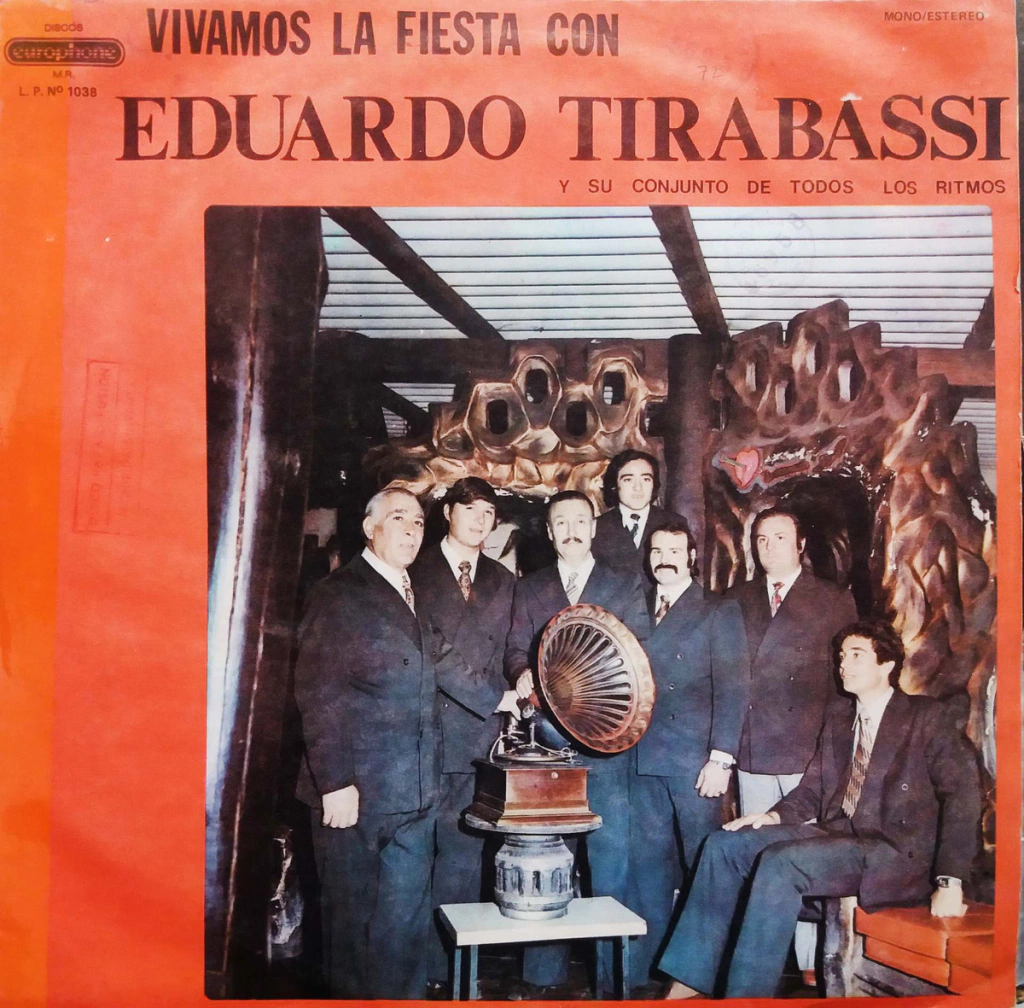 DISCOS
europhone
M.R.
L. P. Nº 1038
MONO/ESTEREO
VIVAMOS LA FIESTA CON
EDUARDO TIRABASSI
Y SU CONJUNTO DE TODOS LOS RITMOS